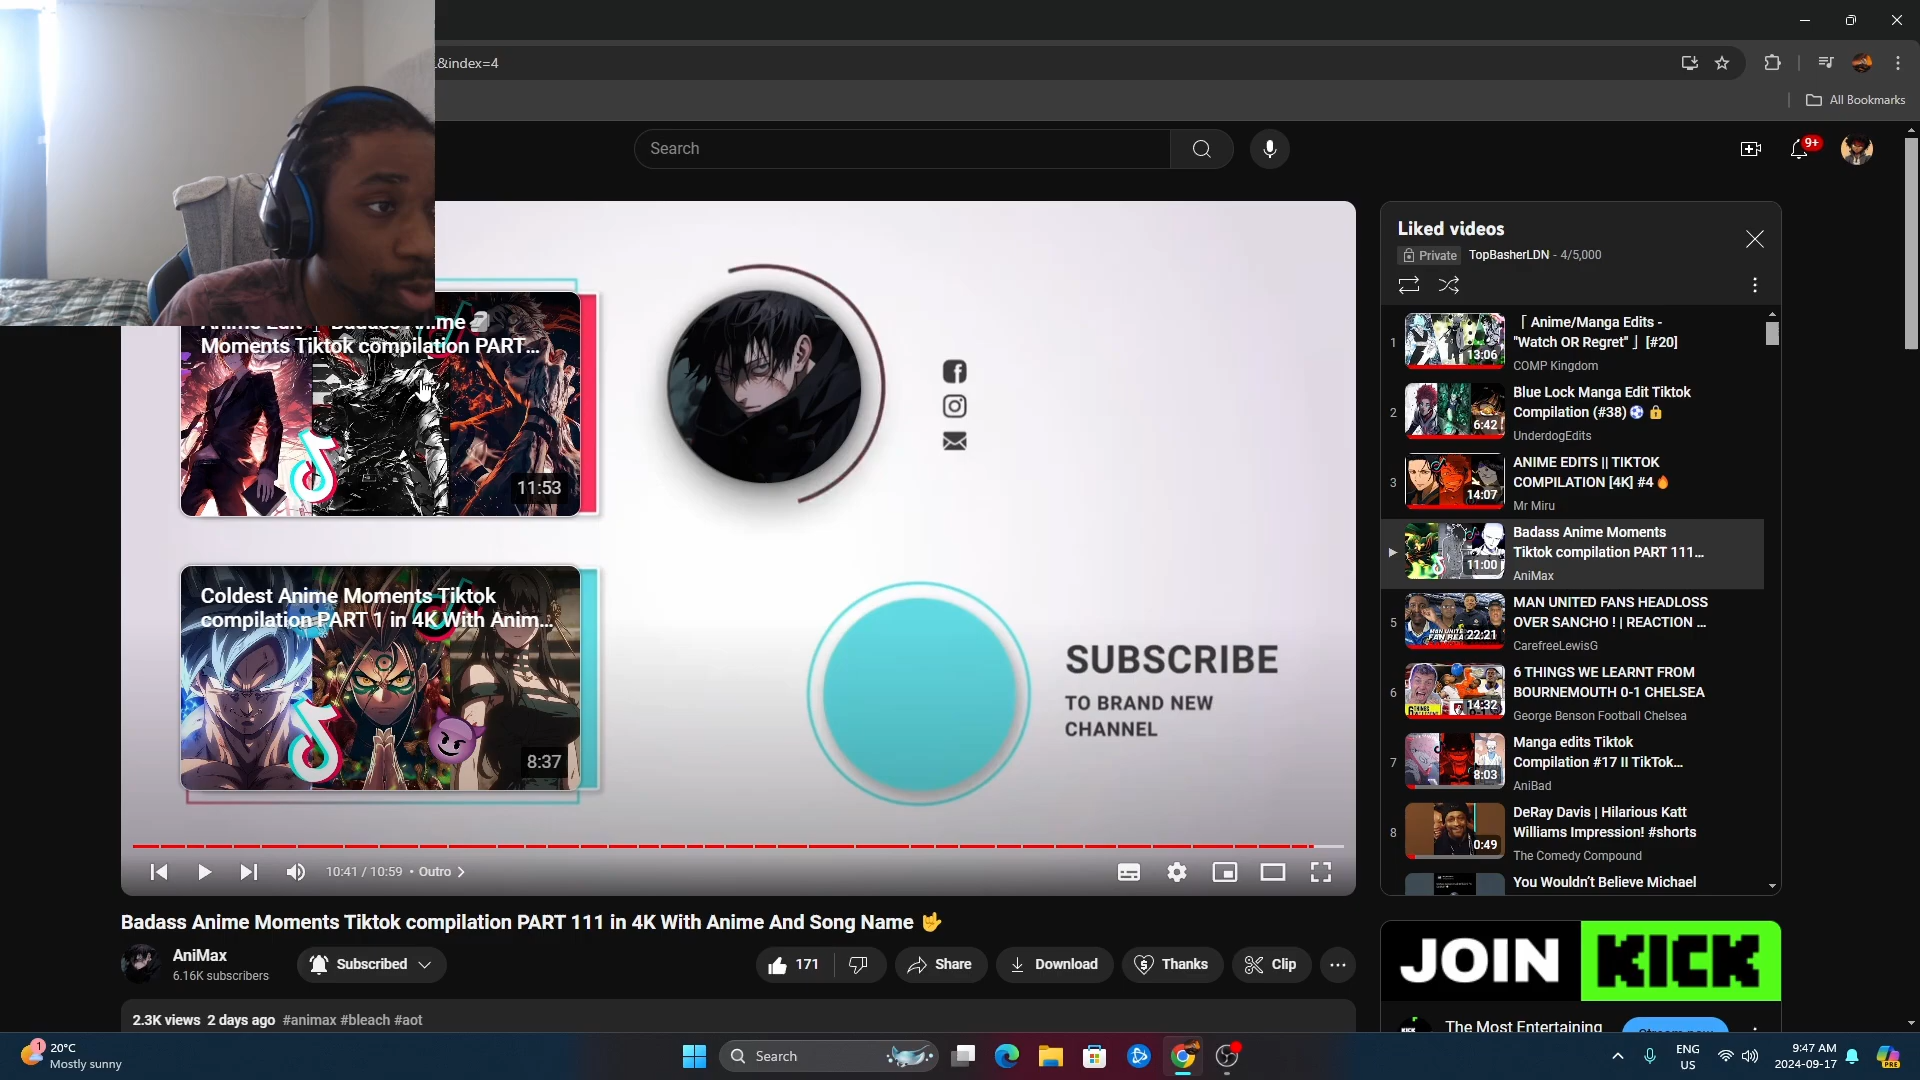 &index=4
All Bookmarks
Search
9+
Anime Edit
Badass Anime 🗿
Moments Tiktok compilation PART...
11:53
Coldest Anime Moments Tiktok
compilation PART 1 in 4K With Anim...
8:37
SUBSCRIBE
TO BRAND NEW
CHANNEL
10:41 / 10:59 • Outro
Liked videos
Private TopBasherLDN - 4/5,000
1
13:06
「 Anime/Manga Edits -
"Watch OR Regret" 」 [#20]
COMP Kingdom
2
6:42
Blue Lock Manga Edit Tiktok
Compilation (#38) ⚽ 🔒
UnderdogEdits
3
14:07
ANIME EDITS || TIKTOK
COMPILATION [4K] #4 🔥
Mr Miru
11:00
Badass Anime Moments
Tiktok compilation PART 111...
AniMax
5
22:21
MAN UNITED FANS HEADLOSS
OVER SANCHO ! | REACTION ...
CarefreeLewisG
6
14:32
6 THINGS WE LEARNT FROM
BOURNEMOUTH 0-1 CHELSEA
George Benson Football Chelsea
7
8:03
Manga edits Tiktok
Compilation #17 II TikTok...
AniBad
8
0:49
DeRay Davis | Hilarious Katt
Williams Impression! #shorts
The Comedy Compound
You Wouldn't Believe Michael
Badass Anime Moments Tiktok compilation PART 111 in 4K With Anime And Song Name 🤟
AniMax
6.16K subscribers
Subscribed
171
Share
Download
Thanks
Clip
2.3K views 2 days ago #animax #bleach #aot
JOIN KICK
The Most Entertaining
1
20°C
Mostly sunny
Search
ENG
US
9:47 AM
2024-09-17
PRE